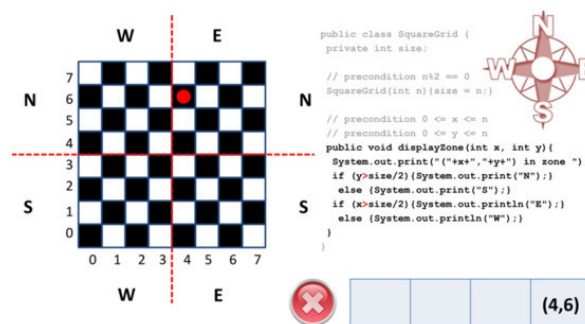 W E
7
6
5
4
3
2
1
0
N N
S S
0 1 2 3 4 5 6 7
W E
public class SquareGrid {
private int size;
// precondition n%2 == 0
SquareGrid(int n){size = n;}
// precondition 0 <= x <= n
// precondition 0 <= y <= n
public void displayZone(int x, int y){
System.out.print("("+x+","+y+") in zone ")
if (y>size/2){System.out.print("N");}
else {System.out.print("S");}
if (x>size/2){System.out.println("E");}
else {System.out.println("W");}
}
}
N
W E
S
(4,6)